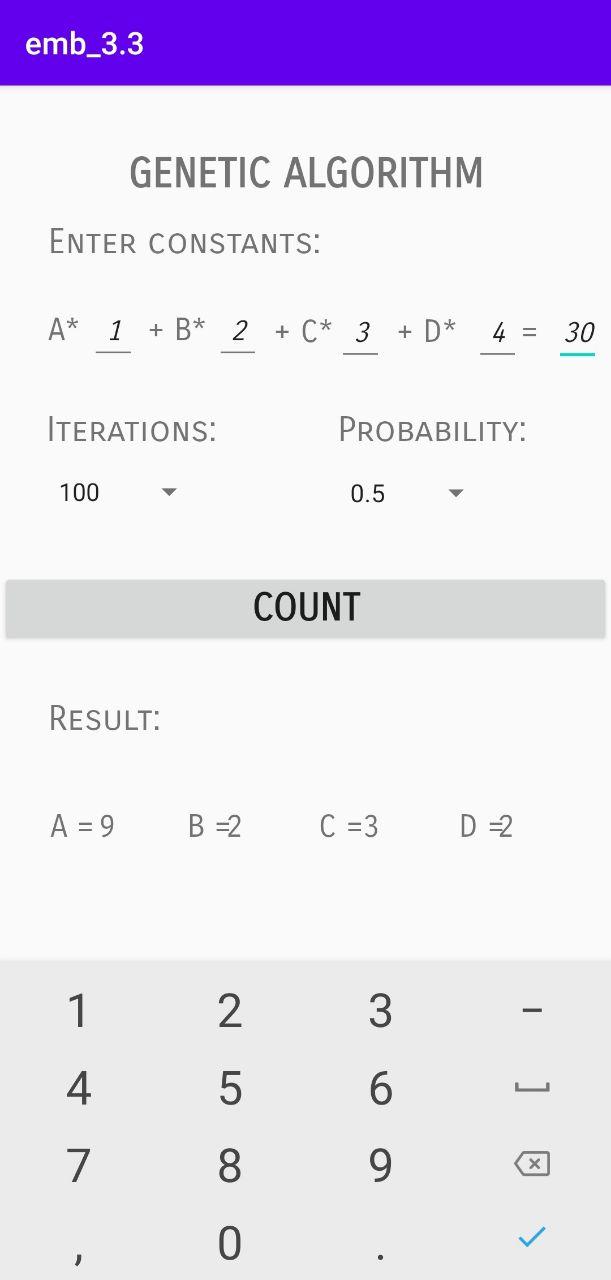 emb_3.3
GENETIC ALGORITHM
ENTER CONSTANTS:
A* 1 + B* 2 + C* 3 + D* 4 = 30
ITERATIONS: PROBABILITY:
100 0.5
COUNT
RESULT:
A =9 B =2 C =3 D =2
1 2 3 −
4 5 6
7 8 9
, 0 .